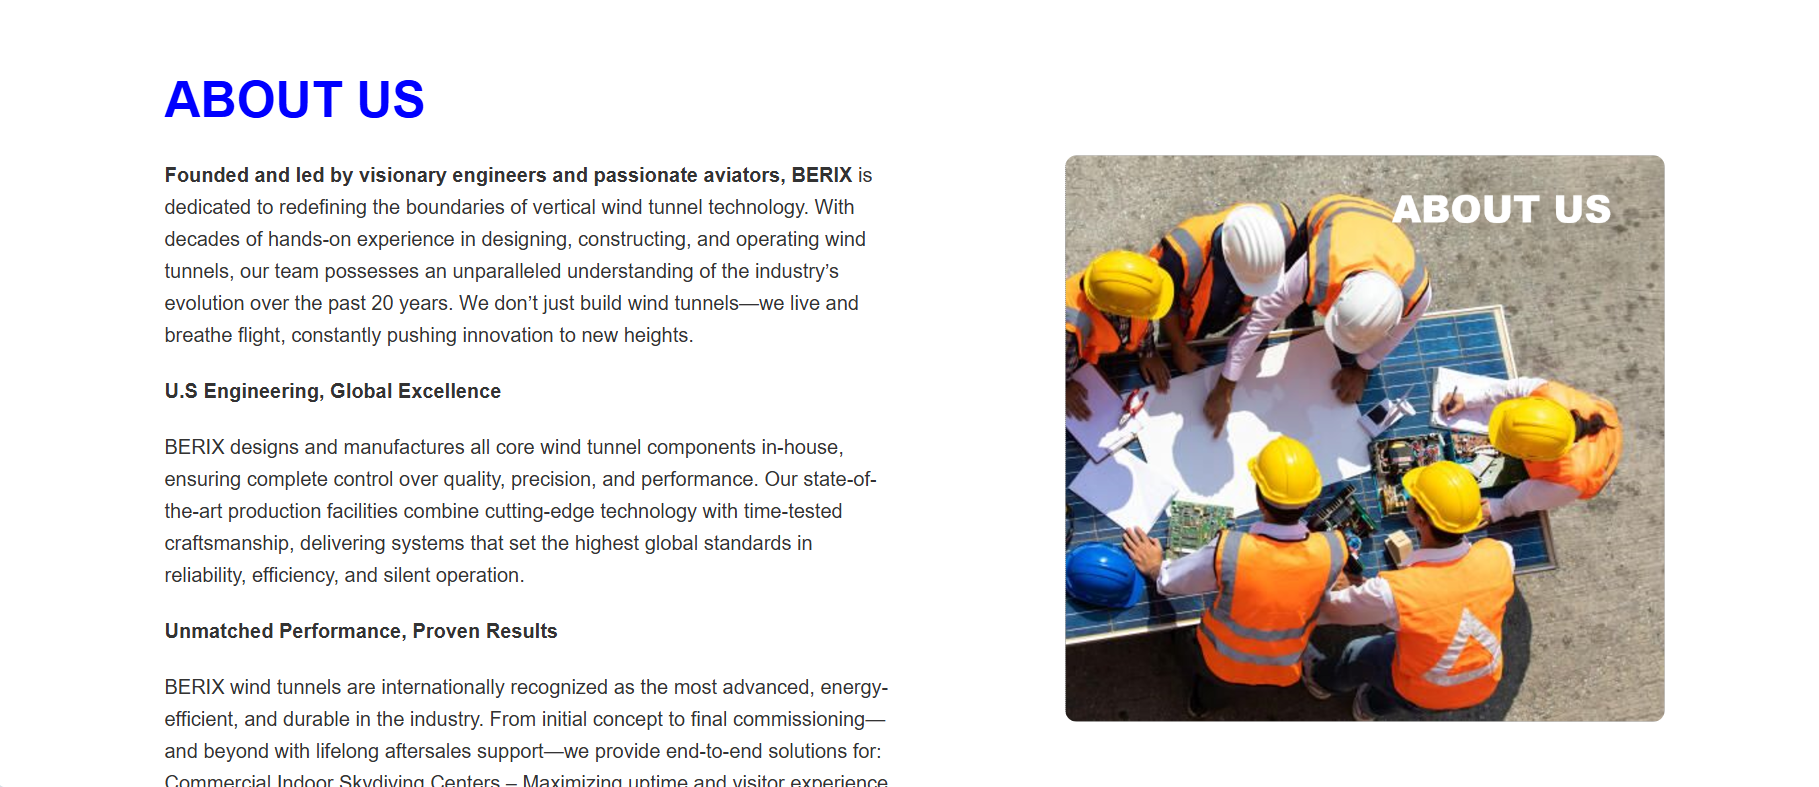 ABOUT US
Founded and led by visionary engineers and passionate aviators, BERIX is
dedicated to redefining the boundaries of vertical wind tunnel technology. With
decades of hands-on experience in designing, constructing, and operating wind
tunnels, our team possesses an unparalleled understanding of the industry’s
evolution over the past 20 years. We don’t just build wind tunnels—we live and
breathe flight, constantly pushing innovation to new heights.
U.S Engineering, Global Excellence
BERIX designs and manufactures all core wind tunnel components in-house,
ensuring complete control over quality, precision, and performance. Our state-of-
the-art production facilities combine cutting-edge technology with time-tested
craftsmanship, delivering systems that set the highest global standards in
reliability, efficiency, and silent operation.
Unmatched Performance, Proven Results
BERIX wind tunnels are internationally recognized as the most advanced, energy-
efficient, and durable in the industry. From initial concept to final commissioning—
and beyond with lifelong aftersales support—we provide end-to-end solutions for:
Commercial Indoor Skydiving Centers – Maximizing uptime and visitor experience
ABOUT US